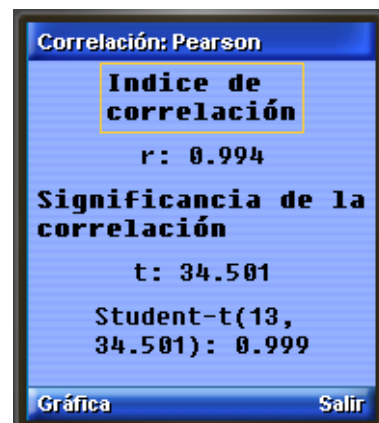 Correlación: Pearson
Indice de
correlación
r: 0.994
Significancia de la
correlación
t: 34.501
Student-t(13,
34.501): 0.999
Gráfica Salir